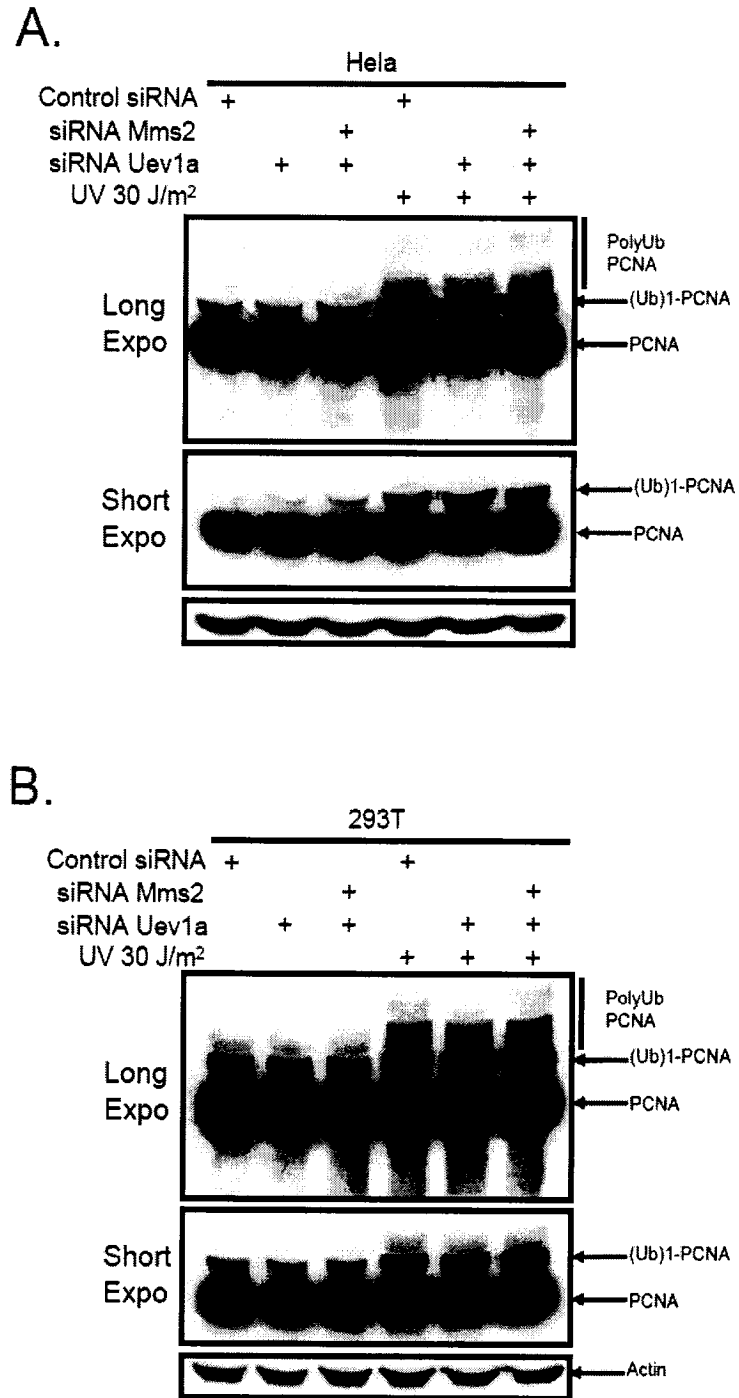 A.
Hela
Control siRNA + +
siRNA Mms2 + +
siRNA Uev1a + + + +
UV 30 J/m² + + +
Long
Expo
PolyUb
PCNA
(Ub)1-PCNA
PCNA
Short
Expo
(Ub)1-PCNA
PCNA
B.
293T
Control siRNA + +
siRNA Mms2 + +
siRNA Uev1a + + + +
UV 30 J/m² + + +
Long
Expo
PolyUb
PCNA
(Ub)1-PCNA
PCNA
Short
Expo
(Ub)1-PCNA
PCNA
Actin